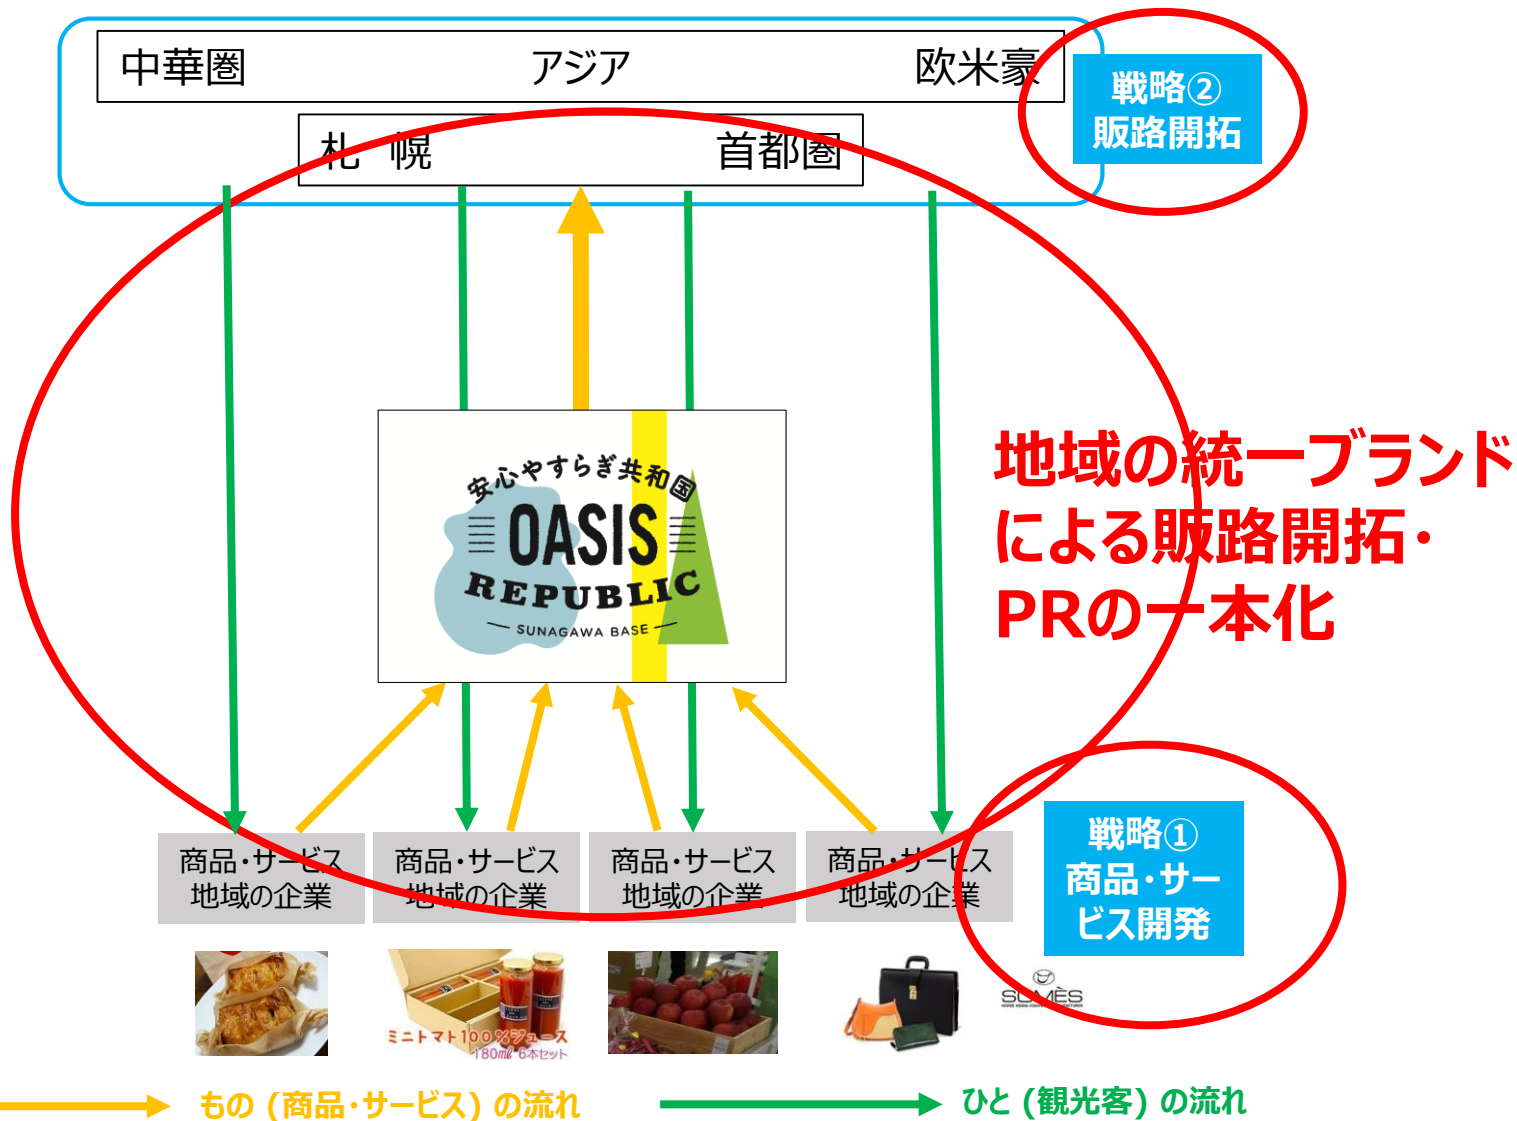 中華圏 アジア 欧米豪
戦略②
販路開拓
札 幌 首都圏
安心やすらぎ共和国
OASIS
REPUBLIC
SUNAGAWA BASE
地域の統一ブランド
による販路開拓・
PRの一本化
商品・サービス
地域の企業
商品・サービス
地域の企業
商品・サービス
地域の企業
商品・サービス
地域の企業
戦略①
商品・サー
ビス開発
ミニトマト100%ジュース
180ml 6本セット
SOMÈS
もの (商品・サービス) の流れ
ひと (観光客) の流れ